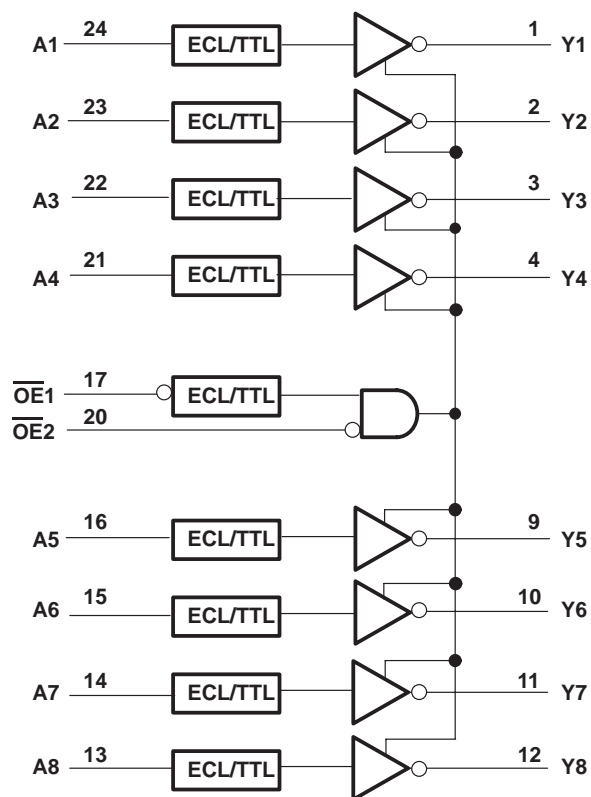 A1 24 ECL/TTL 1 Y1
A2 23 ECL/TTL 2 Y2
A3 22 ECL/TTL 3 Y3
A4 21 ECL/TTL 4 Y4
O̅E̅1 17 ECL/TTL
O̅E̅2 20
A5 16 ECL/TTL 9 Y5
A6 15 ECL/TTL 10 Y6
A7 14 ECL/TTL 11 Y7
A8 13 ECL/TTL 12 Y8